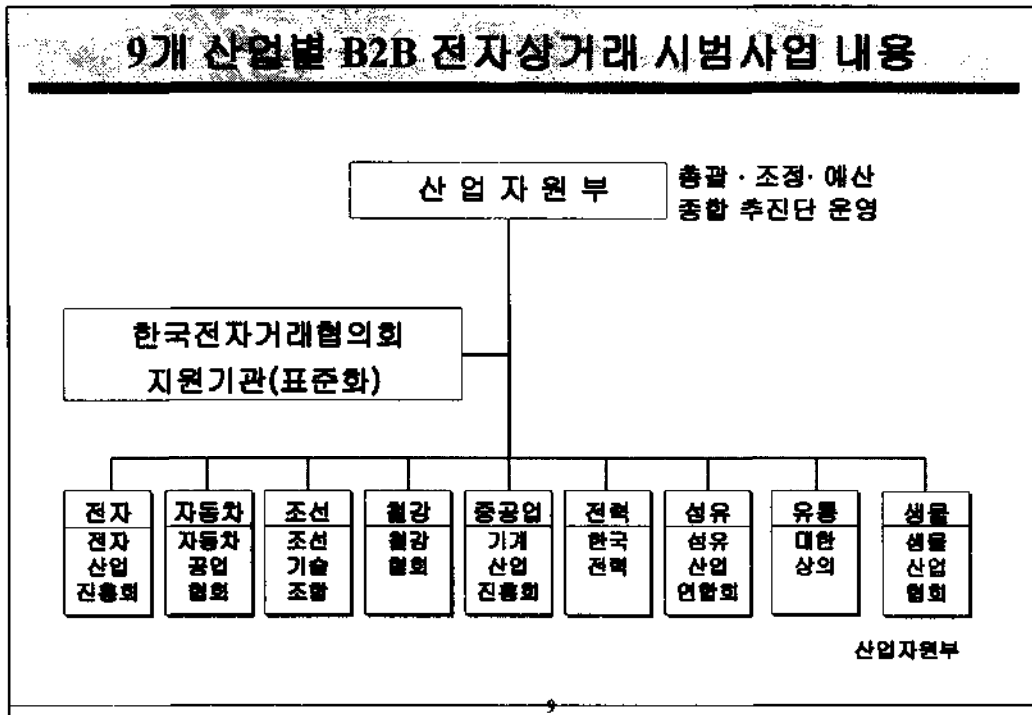 9개 산업별 B2B 전자상거래 시범사업 내용
산 업 자 원 부
총괄 · 조정· 예산
종합 추진단 운영
한국전자거래협의회
지원기관(표준화)
전자
전자
산업
진흥회
자동차
자동차
공업
협회
조선
조선
기술
조합
철강
철강
협회
중공업
기계
산업
진흥회
전력
한국
전력
섬유
섬유
산업
연합회
유통
대한
상의
생물
생물
산업
협회
산업자원부
9